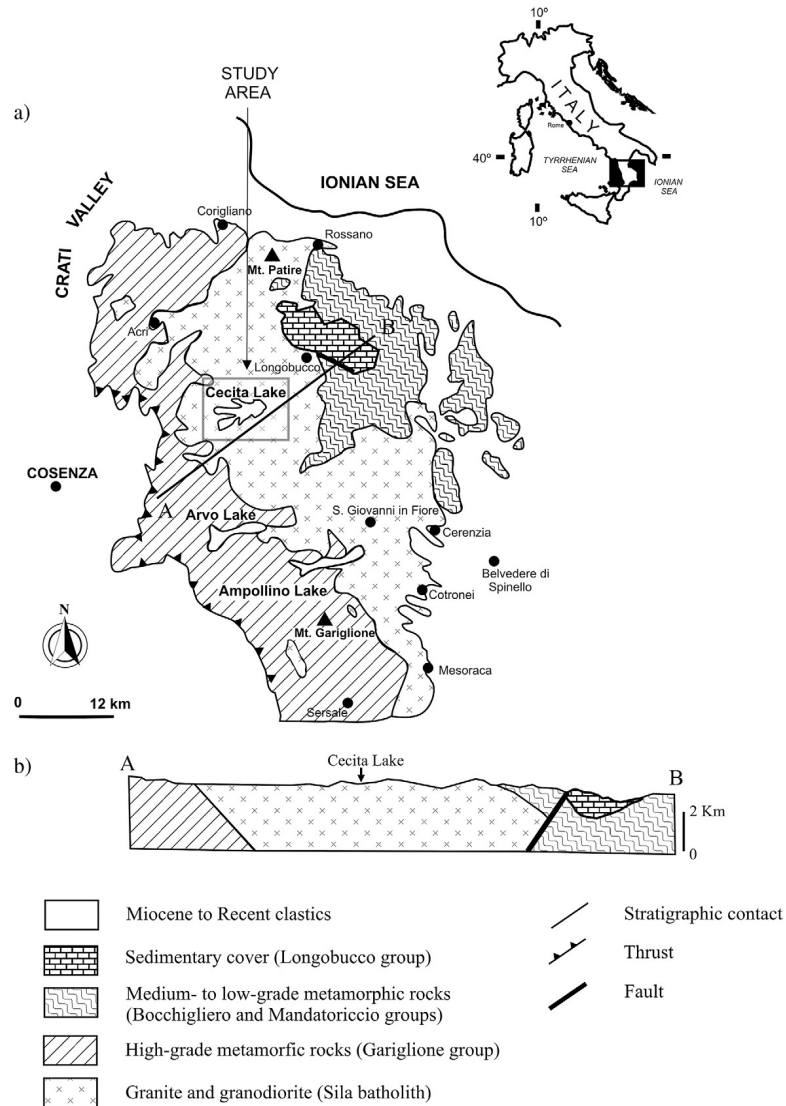 a)
STUDY
AREA
10º
ITALY
Rome
40º
TYRRHENIAN
SEA
IONIAN
SEA
10º
IONIAN SEA
CRATI VALLEY
Corigliano
Rossano
Mt. Patire
Acri
B
Longobucco
Cecita Lake
COSENZA
A
Arvo Lake
S. Giovanni in Fiore
Cerenzia
Belvedere di
Spinello
Ampollino Lake
Cotronei
Mt. Gariglione
N
Mesoraca
0 12 km
Sersale
b)
A
Cecita Lake
B
2 Km
0
Miocene to Recent clastics
Sedimentary cover (Longobucco group)
Medium- to low-grade metamorphic rocks
(Bocchigliero and Mandatoriccio groups)
High-grade metamorfic rocks (Gariglione group)
Granite and granodiorite (Sila batholith)
Stratigraphic contact
Thrust
Fault